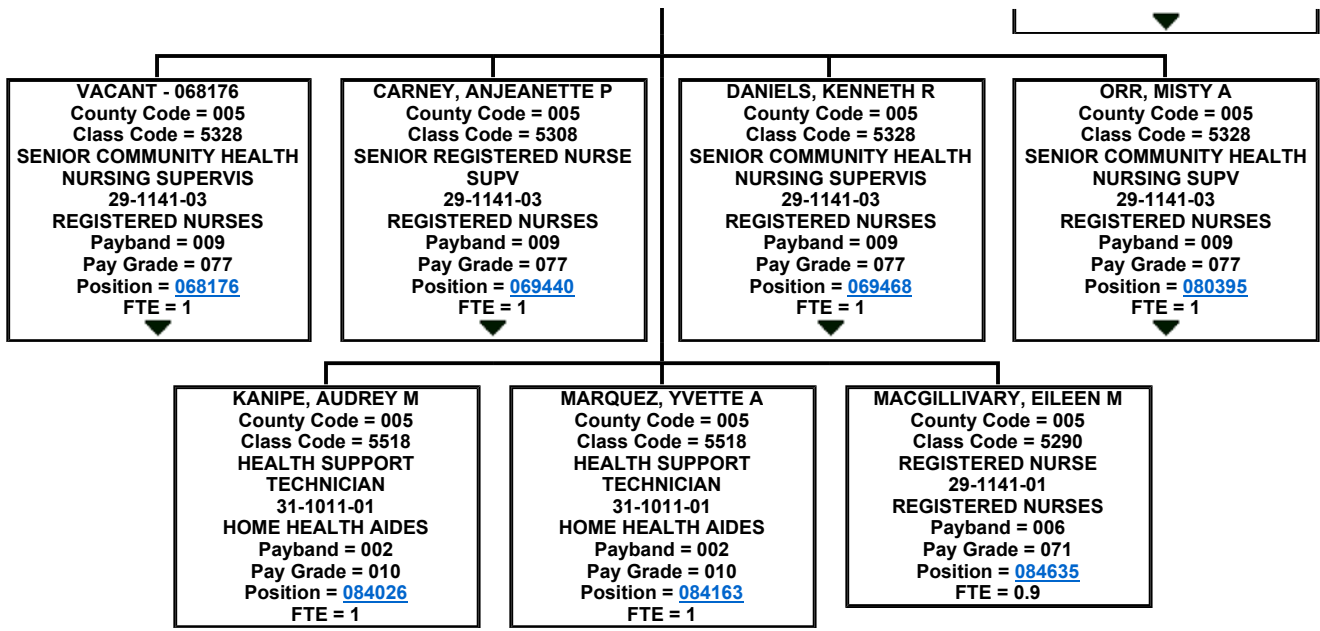 VACANT - 068176
County Code = 005
Class Code = 5328
SENIOR COMMUNITY HEALTH
NURSING SUPERVIS
29-1141-03
REGISTERED NURSES
Payband = 009
Pay Grade = 077
Position = 068176
FTE = 1
CARNEY, ANJEANETTE P
County Code = 005
Class Code = 5308
SENIOR REGISTERED NURSE
SUPV
29-1141-03
REGISTERED NURSES
Payband = 009
Pay Grade = 077
Position = 069440
FTE = 1
DANIELS, KENNETH R
County Code = 005
Class Code = 5328
SENIOR COMMUNITY HEALTH
NURSING SUPERVIS
29-1141-03
REGISTERED NURSES
Payband = 009
Pay Grade = 077
Position = 069468
FTE = 1
ORR, MISTY A
County Code = 005
Class Code = 5328
SENIOR COMMUNITY HEALTH
NURSING SUPV
29-1141-03
REGISTERED NURSES
Payband = 009
Pay Grade = 077
Position = 080395
FTE = 1
KANIPE, AUDREY M
County Code = 005
Class Code = 5518
HEALTH SUPPORT
TECHNICIAN
31-1011-01
HOME HEALTH AIDES
Payband = 002
Pay Grade = 010
Position = 084026
FTE = 1
MARQUEZ, YVETTE A
County Code = 005
Class Code = 5518
HEALTH SUPPORT
TECHNICIAN
31-1011-01
HOME HEALTH AIDES
Payband = 002
Pay Grade = 010
Position = 084163
FTE = 1
MACGILLIVARY, EILEEN M
County Code = 005
Class Code = 5290
REGISTERED NURSE
29-1141-01
REGISTERED NURSES
Payband = 006
Pay Grade = 071
Position = 084635
FTE = 0.9